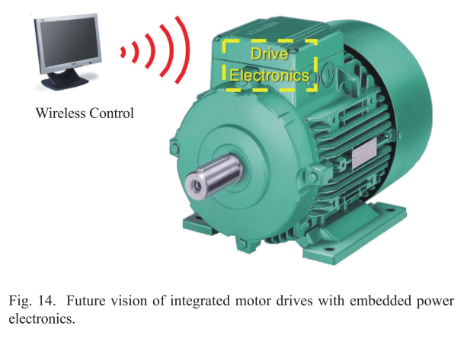 Drive
Electronics
Wireless Control
Fig. 14. Future vision of integrated motor drives with embedded power
electronics.